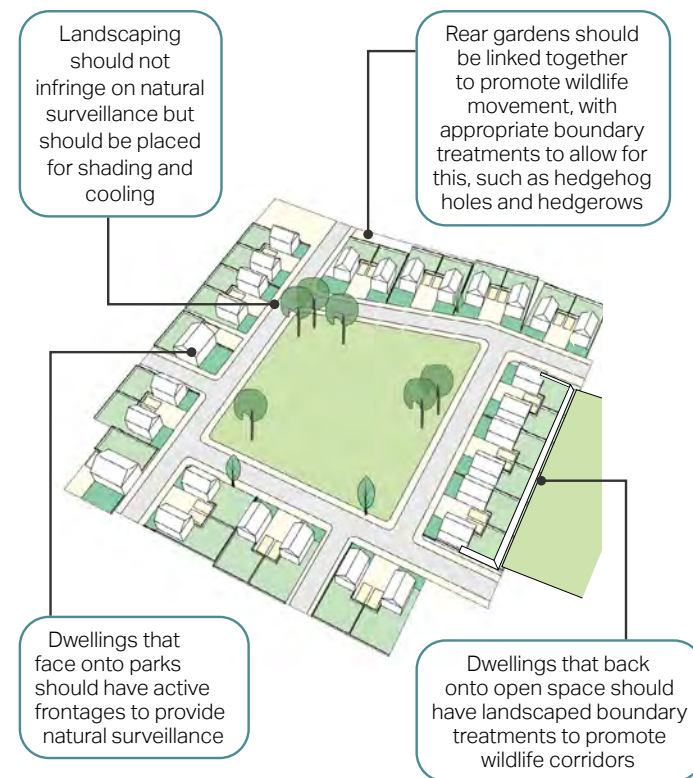 Landscaping
should not
infringe on natural
surveillance but
should be placed
for shading and
cooling
Rear gardens should
be linked together
to promote wildlife
movement, with
appropriate boundary
treatments to allow for
this, such as hedgehog
holes and hedgerows
Dwellings that
face onto parks
should have active
frontages to provide
natural surveillance
Dwellings that back
onto open space should
have landscaped boundary
treatments to promote
wildlife corridors